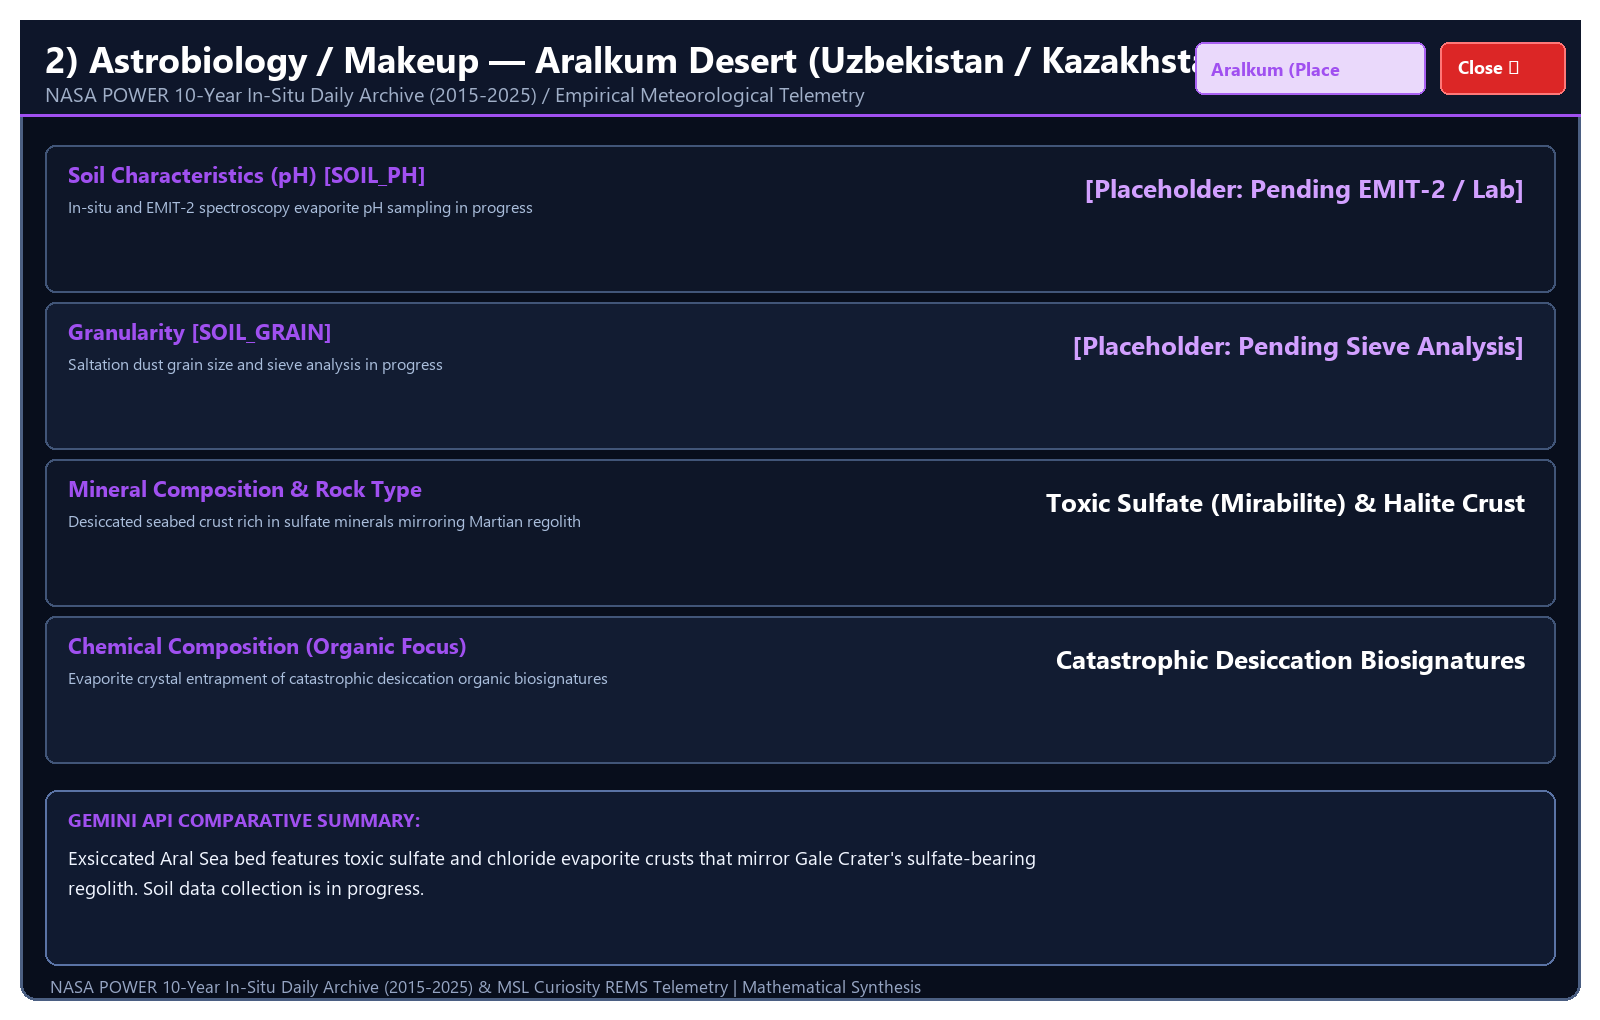 2) Astrobiology / Makeup — Aralkum Desert (Uzbekistan / Kazakhsta
Aralkum (Place
Close
NASA POWER 10-Year In-Situ Daily Archive (2015-2025) / Empirical Meteorological Telemetry
Soil Characteristics (pH) [SOIL_PH]
[Placeholder: Pending EMIT-2 / Lab]
In-situ and EMIT-2 spectroscopy evaporite pH sampling in progress
Granularity [SOIL_GRAIN]
[Placeholder: Pending Sieve Analysis]
Saltation dust grain size and sieve analysis in progress
Mineral Composition & Rock Type
Toxic Sulfate (Mirabilite) & Halite Crust
Desiccated seabed crust rich in sulfate minerals mirroring Martian regolith
Chemical Composition (Organic Focus)
Catastrophic Desiccation Biosignatures
Evaporite crystal entrapment of catastrophic desiccation organic biosignatures
GEMINI API COMPARATIVE SUMMARY:
Exsiccated Aral Sea bed features toxic sulfate and chloride evaporite crusts that mirror Gale Crater's sulfate-bearing
regolith. Soil data collection is in progress.
NASA POWER 10-Year In-Situ Daily Archive (2015-2025) & MSL Curiosity REMS Telemetry | Mathematical Synthesis